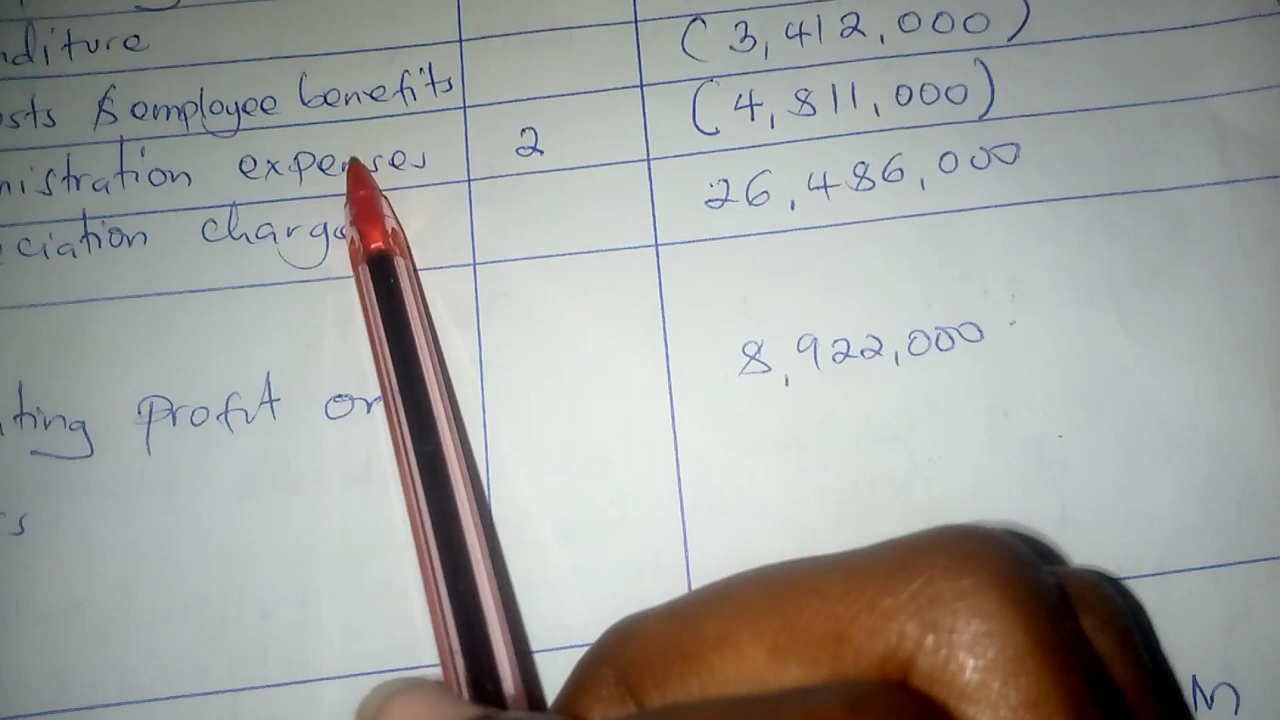 nditure (3,412,000)
sts & employee benefits (4,811,000)
nistration expenses 2 26,486,000
ciation charge
8,922,000
ting profit or
s
M